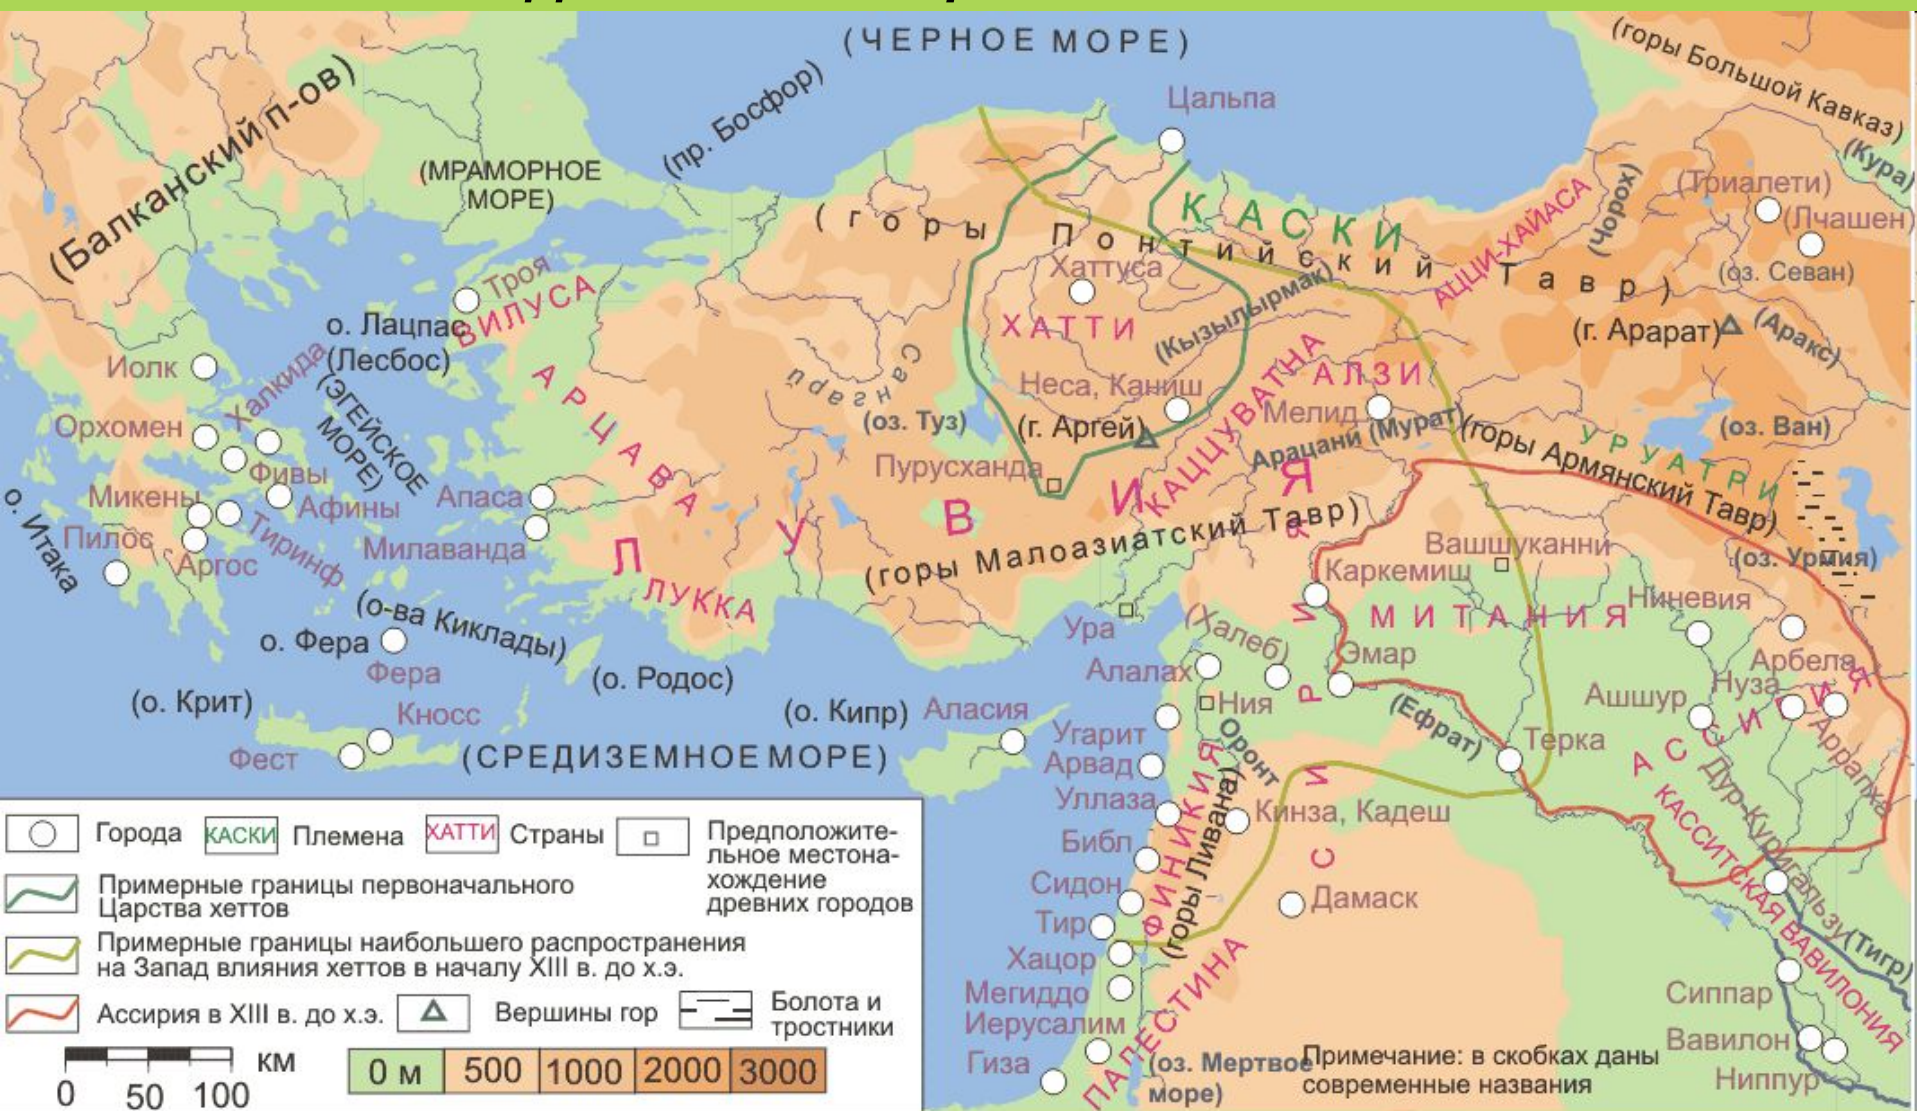 (ЧЕРНОЕ МОРЕ)
(горы Большой Кавказ)
(Балканский п-ов)
(пр. Босфор)
Цальпа
(Кура)
(МРАМОРНОЕ
МОРЕ)
(Чорох)
(Триалети)
(Лчашен)
КАСКИ
АЦЦИ-ХАЙАСА
(горы Понтийский Тавр)
Хаттуса
(оз. Севан)
Троя
ВИЛУСА
(Кызылырмак)
о. Лацпас
(Лесбос)
ХАТТИ
(г. Арарат)
(Аракс)
Иолк
Халкида
(ЭГЕЙСКОЕ
МОРЕ)
АРЦАВА
Сангари
Неса, Каниш
КАЦЦУВАТНА
АЛЗИ
Мелид
Орхомен
(оз. Туз)
(г. Аргей)
Арацани (Мурат)
(горы Армянский Тавр)
УРУАТРИ
(оз. Ван)
Фивы
Пурусханда
Микены
Афины
Апаса
о. Итака
Пилос
Тиринф
Аргос
Милаванда
ЛУВИЯ
(горы Малоазиатский Тавр)
Вашшуканни
(оз. Урмия)
ЛУККА
Каркемиш
МИТАНИЯ
Ниневия
(о-ва Киклады)
о. Фера
Фера
Ура
(Халеб)
Эмар
Арбела
(о. Родос)
Алалах
Ния
СИРИЯ
(Ефрат)
Ашшур
Нуза
(о. Крит)
Кносс
(о. Кипр)
Аласия
Угарит
Оронт
Терка
АССИРИЯ
Аррапха
Фест
(СРЕДИЗЕМНОЕ МОРЕ)
Арвад
Уллаза
ФИНИКИЯ
(горы Ливана)
Кинза, Кадеш
Дур-Куригальзу
КАССИТСКАЯ ВАВИЛОНИЯ
Библ
Сидон
Дамаск
Тир
(Тигр)
Хацор
ПАЛЕСТИНА
Мегиддо
Сиппар
Иерусалим
Вавилон
Гиза
(оз. Мертвое
море)
Ниппур
Примечание: в скобках даны
современные названия
Города
КАСКИ
Племена
ХАТТИ
Страны
Предположите-
льное местона-
хождение
древних городов
Примерные границы первоначального
Царства хеттов
Примерные границы наибольшего распространения
на Запад влияния хеттов в началу XIII в. до х.э.
Ассирия в XIII в. до х.э.
Вершины гор
Болота и
тростники
км
0 50 100
0 м 500 1000 2000 3000